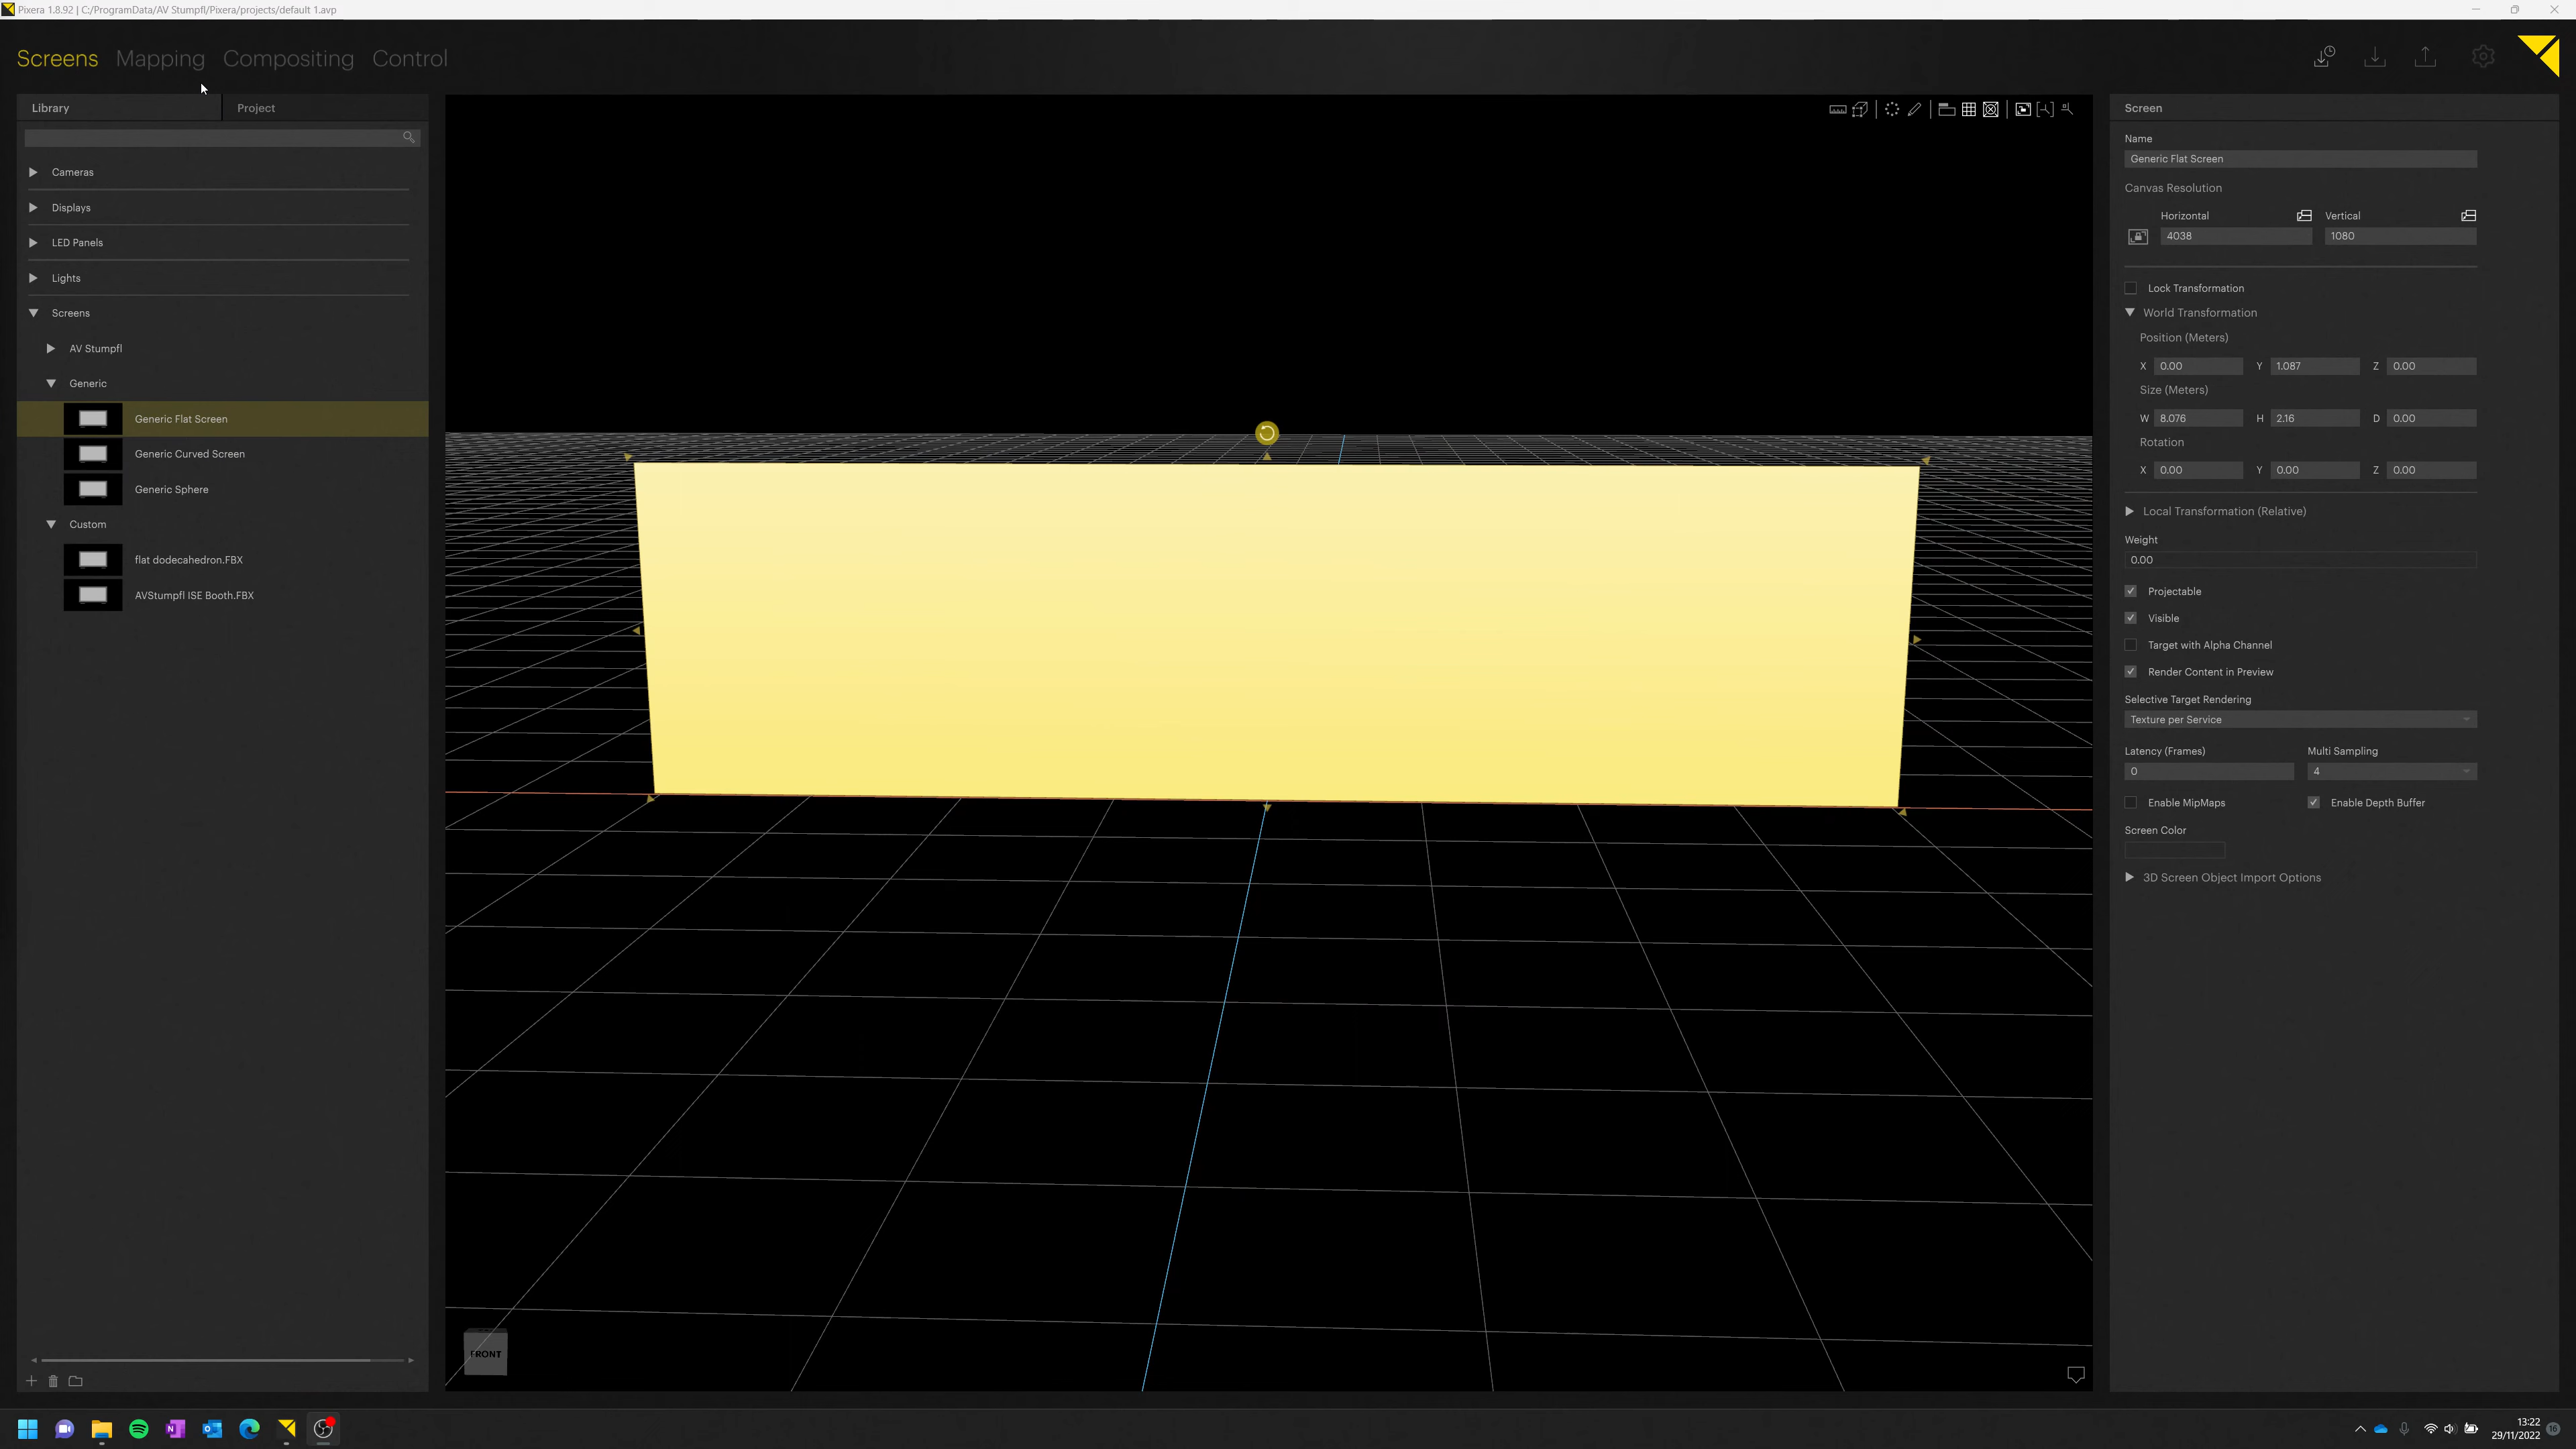 Pixera 1.8.92 | C:/ProgramData/AV Stumpfl/Pixera/projects/default 1.avp
Screens Mapping Compositing Control
Library Project
Cameras
Displays
LED Panels
Lights
Screens
AV Stumpfl
Generic
Generic Flat Screen
Generic Curved Screen
Generic Sphere
Custom
flat dodecahedron.FBX
AVStumpfl ISE Booth.FBX
FRONT
Screen
Name
Generic Flat Screen
Canvas Resolution
Horizontal Vertical
4038 1080
Lock Transformation
World Transformation
Position (Meters)
X 0.00 Y 1.087 Z 0.00
Size (Meters)
W 8.076 H 2.16 D 0.00
Rotation
X 0.00 Y 0.00 Z 0.00
Local Transformation (Relative)
Weight
0.00
Projectable
Visible
Target with Alpha Channel
Render Content in Preview
Selective Target Rendering
Texture per Service
Latency (Frames) Multi Sampling
0 4
Enable MipMaps Enable Depth Buffer
Screen Color
3D Screen Object Import Options
13:22
29/11/2022 16